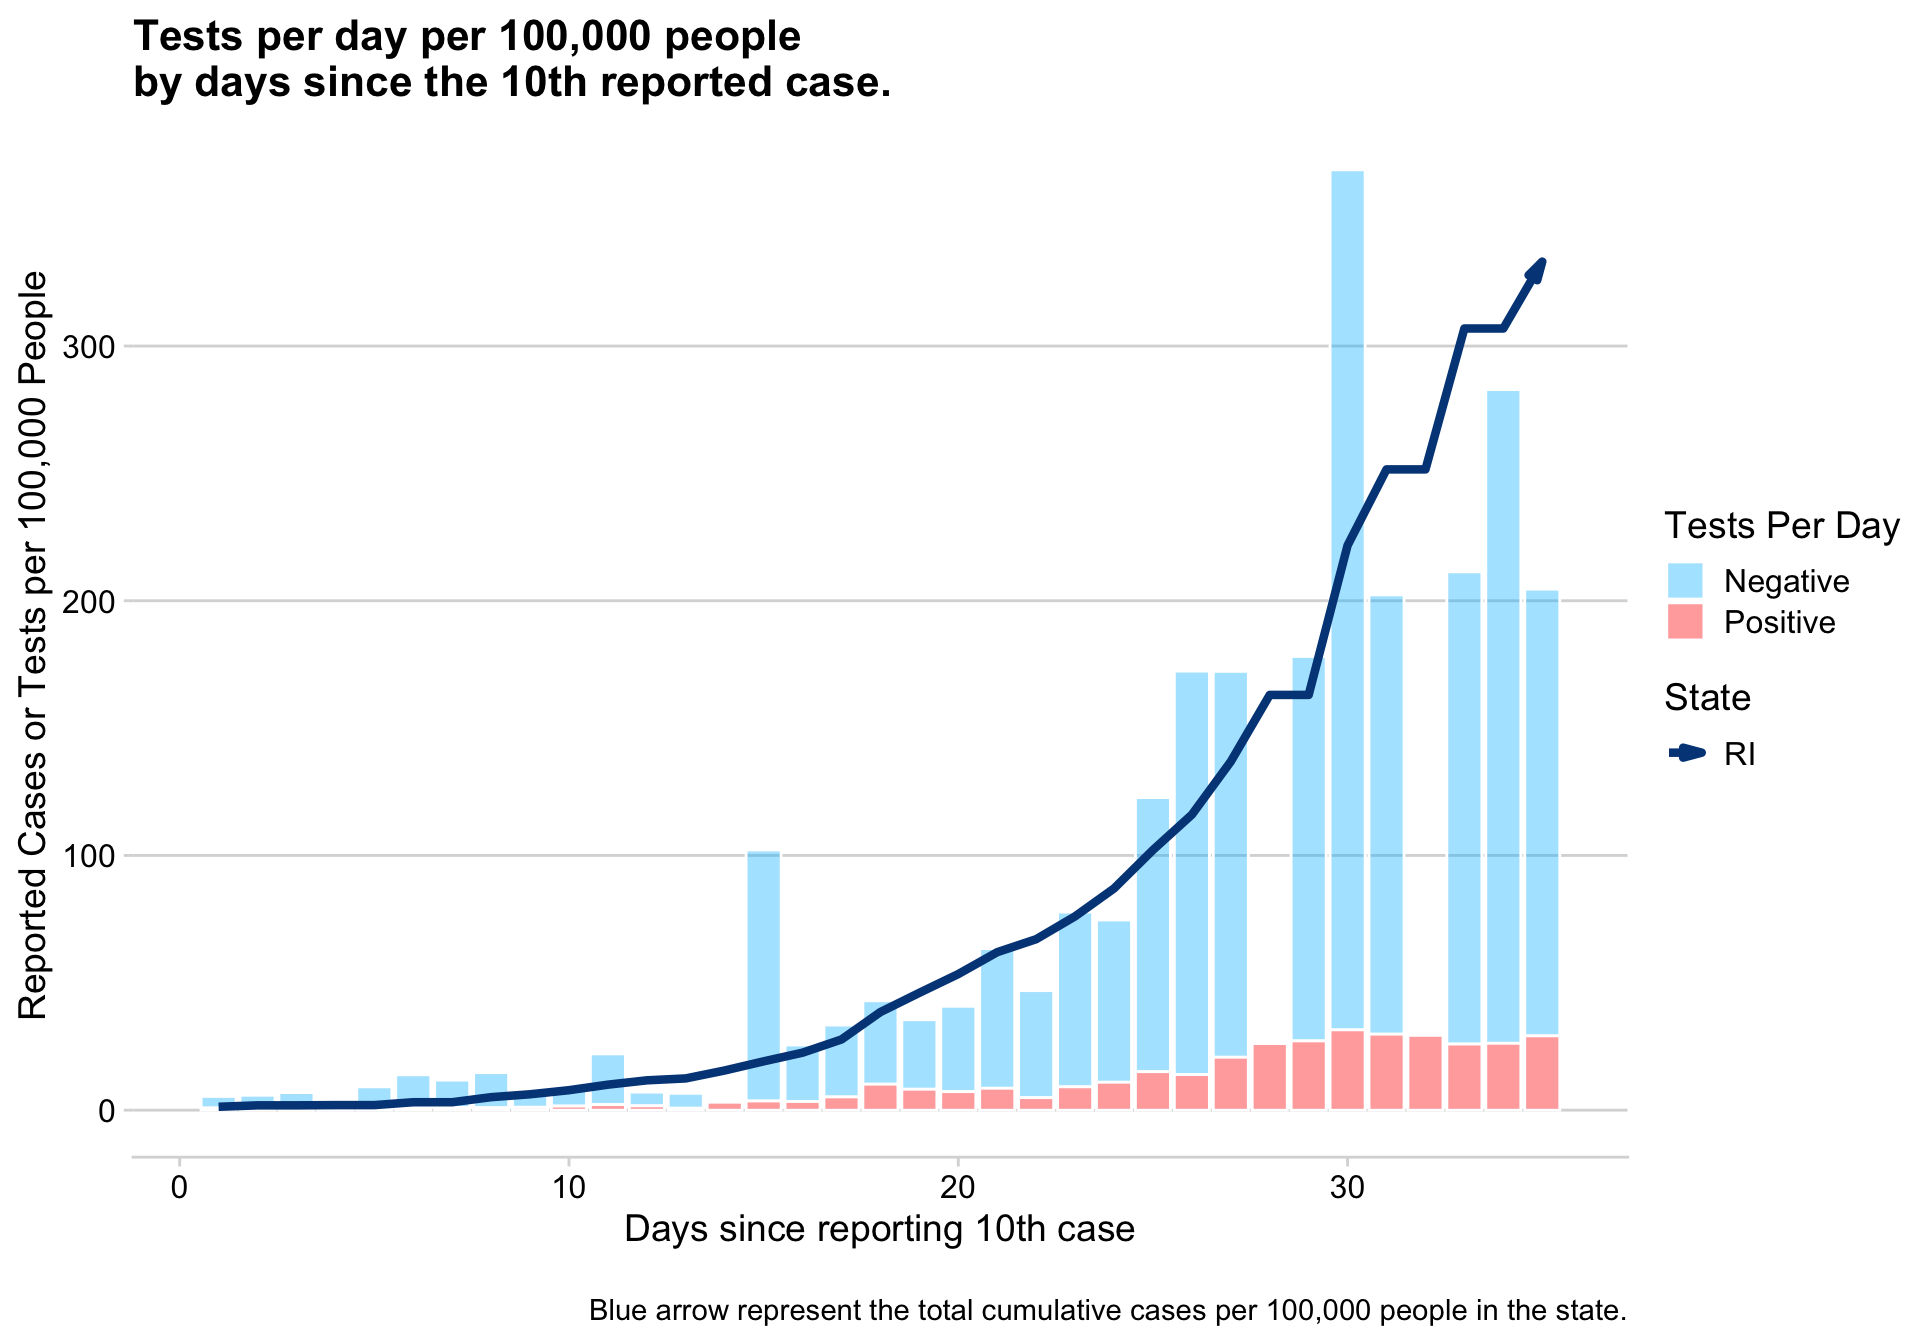 Tests per day per 100,000 people
by days since the 10th reported case.
Reported Cases or Tests per 100,000 People
300
200
100
0
0
10
20
30
Days since reporting 10th case
Tests Per Day
Negative
Positive
State
RI
Blue arrow represent the total cumulative cases per 100,000 people in the state.